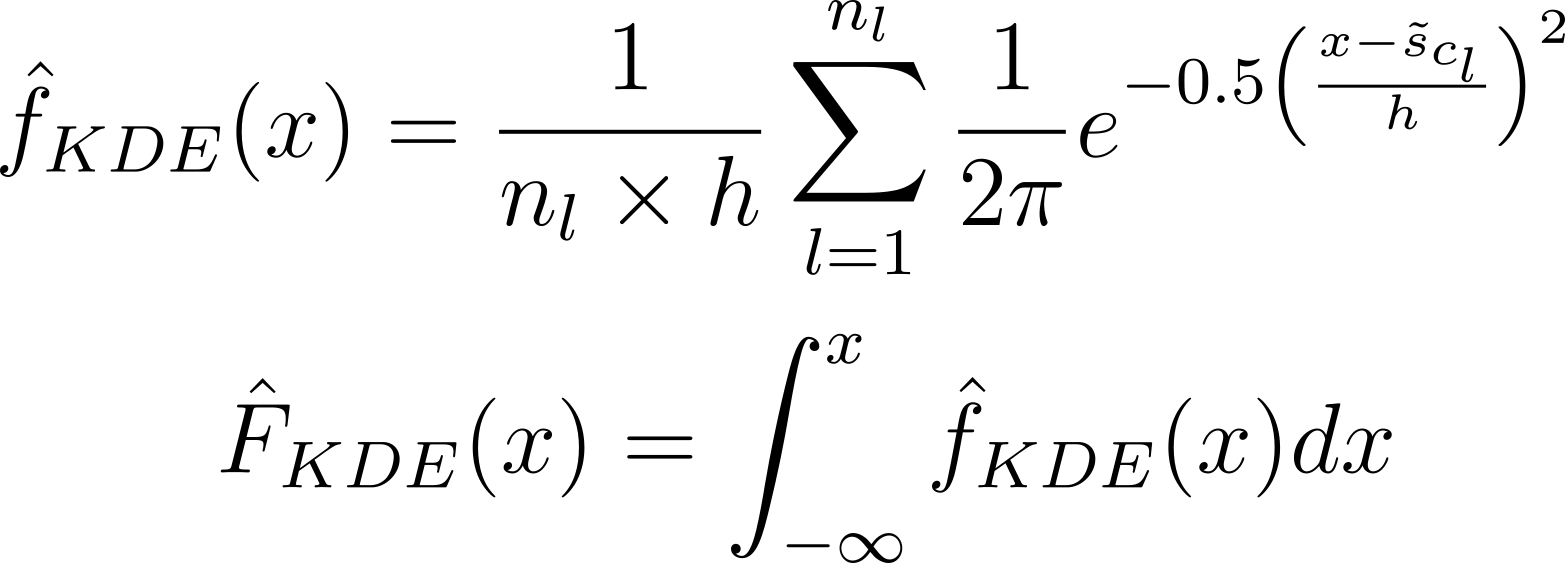 \hat{f}_{KDE}(x) = \frac{1}{n_l \times h} \sum_{l=1}^{n_l} \frac{1}{2\pi} e^{-0.5\left(\frac{x-\tilde{s}_{c_l}}{h}\right)^2}
\hat{F}_{KDE}(x) = \int_{-\infty}^{x} \hat{f}_{KDE}(x)dx